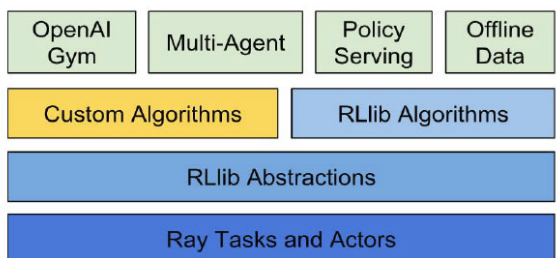 OpenAI
Gym
Multi-Agent
Policy
Serving
Offline
Data
Custom Algorithms
RLlib Algorithms
RLlib Abstractions
Ray Tasks and Actors